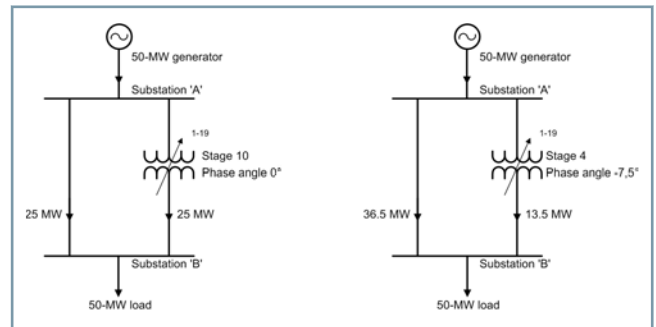 50-MW generator
Substation 'A'
1-19
Stage 10
Phase angle 0°
25 MW
25 MW
Substation 'B'
50-MW load
50-MW generator
Substation 'A'
1-19
Stage 4
Phase angle -7,5°
36.5 MW
13.5 MW
Substation 'B'
50-MW load